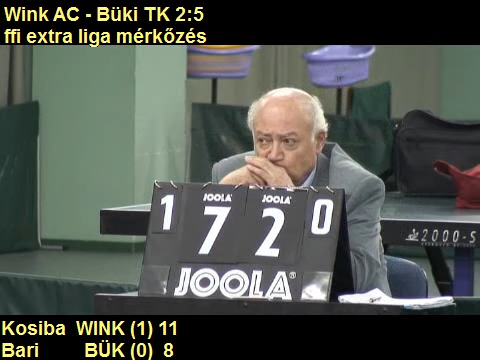 Wink AC - Büki TK 2:5
ffi extra liga mérkőzés
JOOLA JOOLA
1 7 2 0
JOOLA®
2000-S
Kosiba WINK (1) 11
Bari BÜK (0) 8